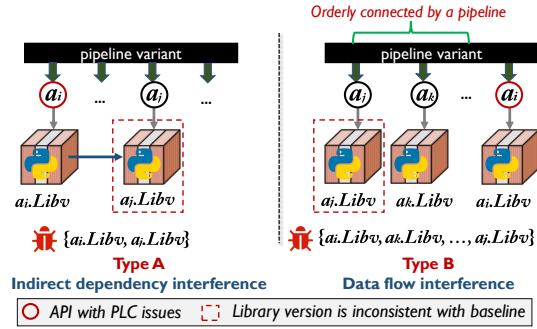 Orderly connected by a pipeline
pipeline variant
pipeline variant
ai
...
aj
...
aj
ak
...
ai
ai.Libv
aj.Libv
aj.Libv
ak.Libv
ai.Libv
{ai.Libv, aj.Libv}
{ai.Libv, ak.Libv, ..., aj.Libv}
Type A
Type B
Indirect dependency interference
Data flow interference
API with PLC issues
Library version is inconsistent with baseline